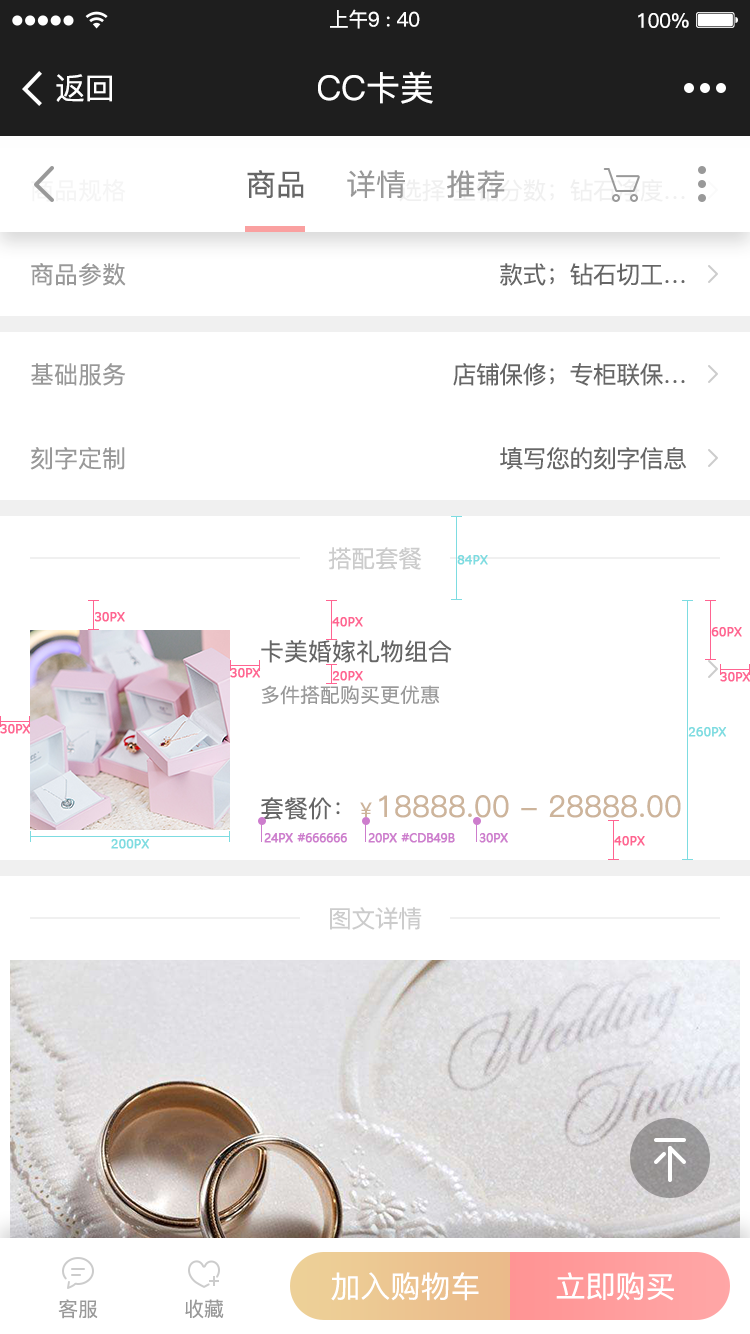 上午9 : 40
100%
返回
CC卡美
商品
详情
推荐
商品规格
选择主钻分数；钻石净度...
商品参数
款式；钻石切工...
基础服务
店铺保修；专柜联保...
刻字定制
填写您的刻字信息
搭配套餐
84PX
30PX
40PX
60PX
卡美婚嫁礼物组合
30PX
20PX
30PX
多件搭配购买更优惠
30PX
260PX
套餐价：
¥18888.00 – 28888.00
24PX #666666
20PX #CDB49B
30PX
40PX
200PX
图文详情
Wedding
Invita
加入购物车
立即购买
客服
收藏